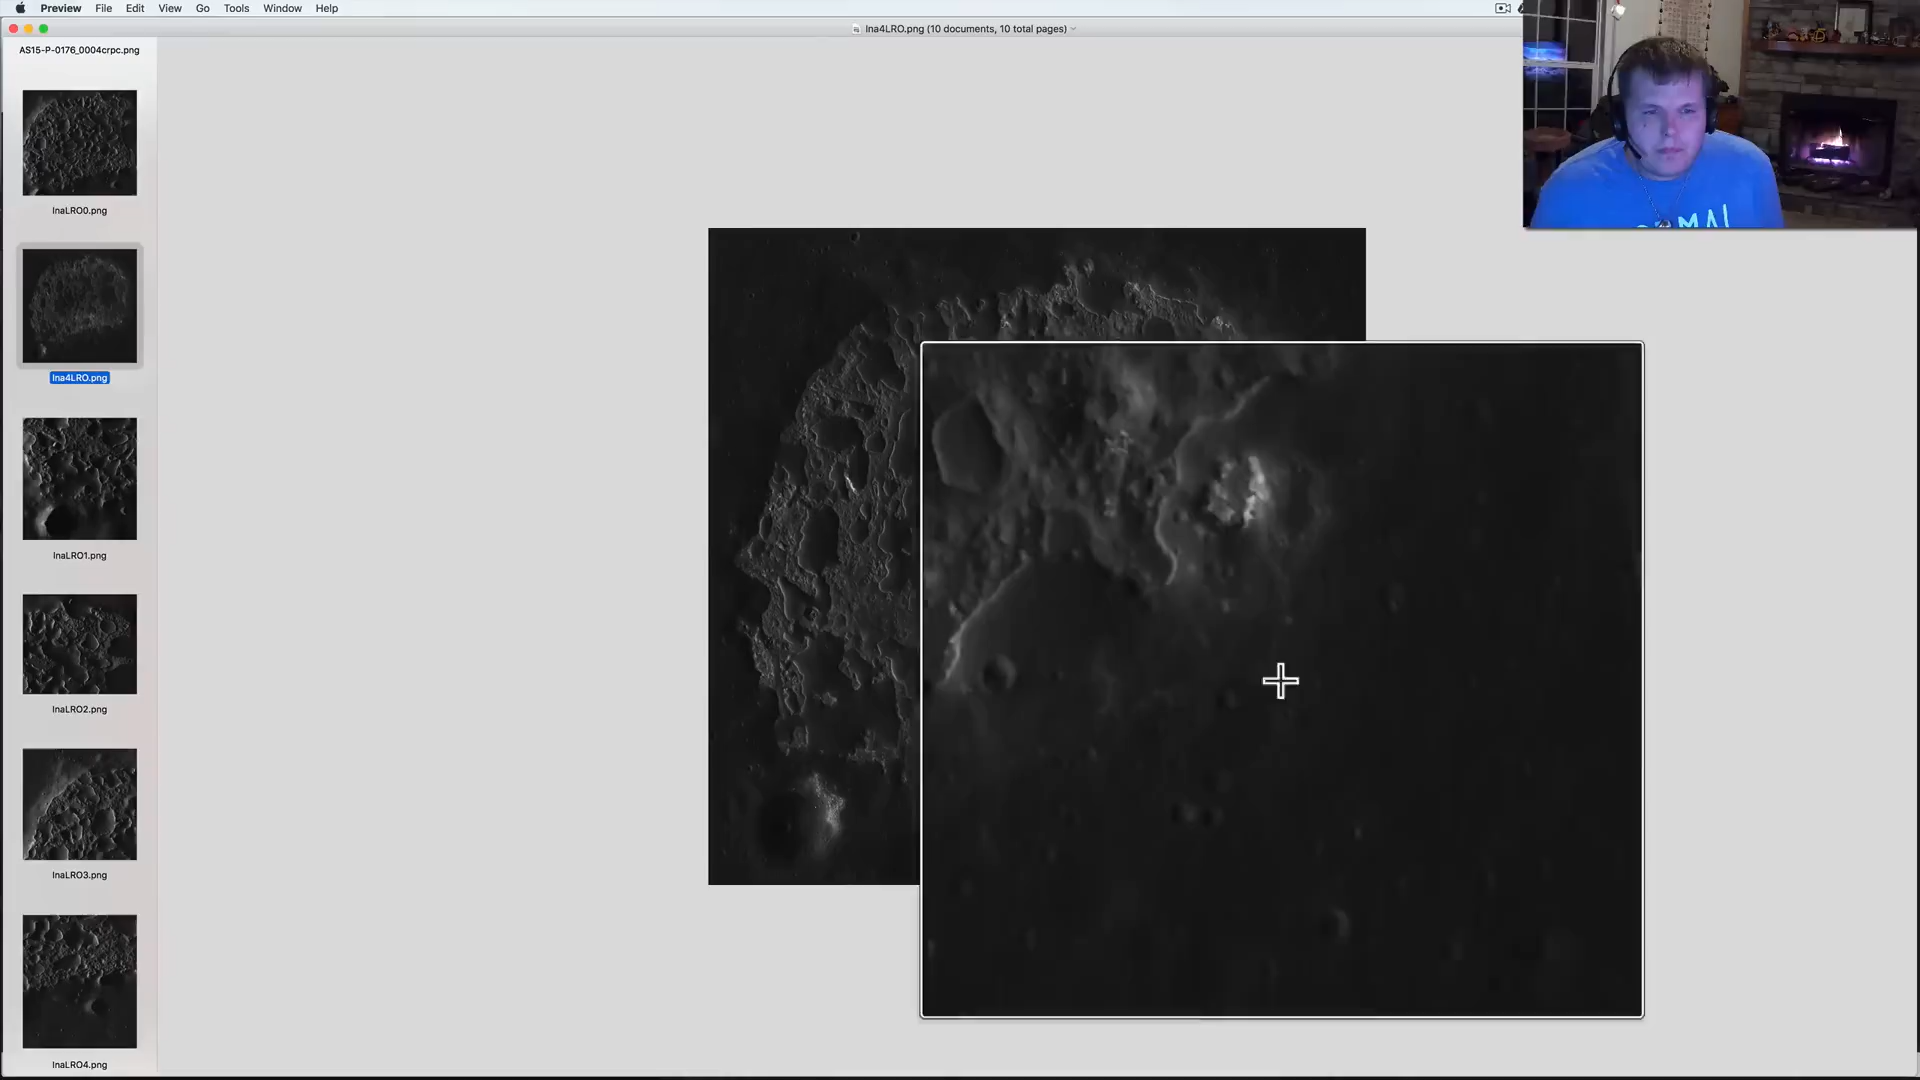 Preview File Edit View Go Tools Window Help
Ina4LRO.png (10 documents, 10 total pages)
AS15-P-0176_0004crpc.png
InaLRO0.png
Ina4LRO.png
InaLRO1.png
InaLRO2.png
InaLRO3.png
InaLRO4.png